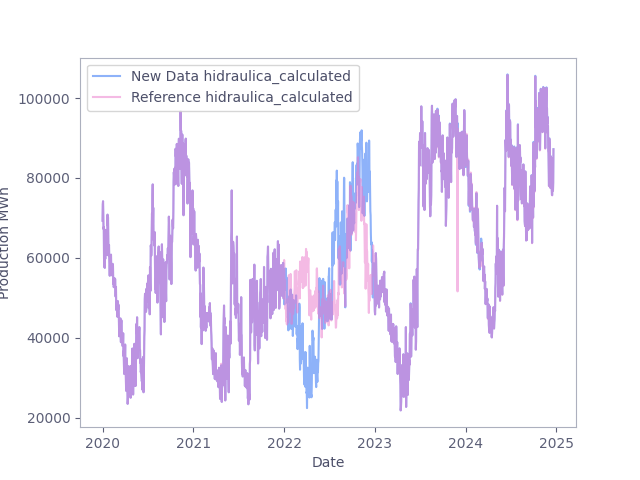 New Data hidraulica_calculated
Reference hidraulica_calculated
100000
80000
60000
40000
20000
Production MWh
2020
2021
2022
2023
2024
2025
Date